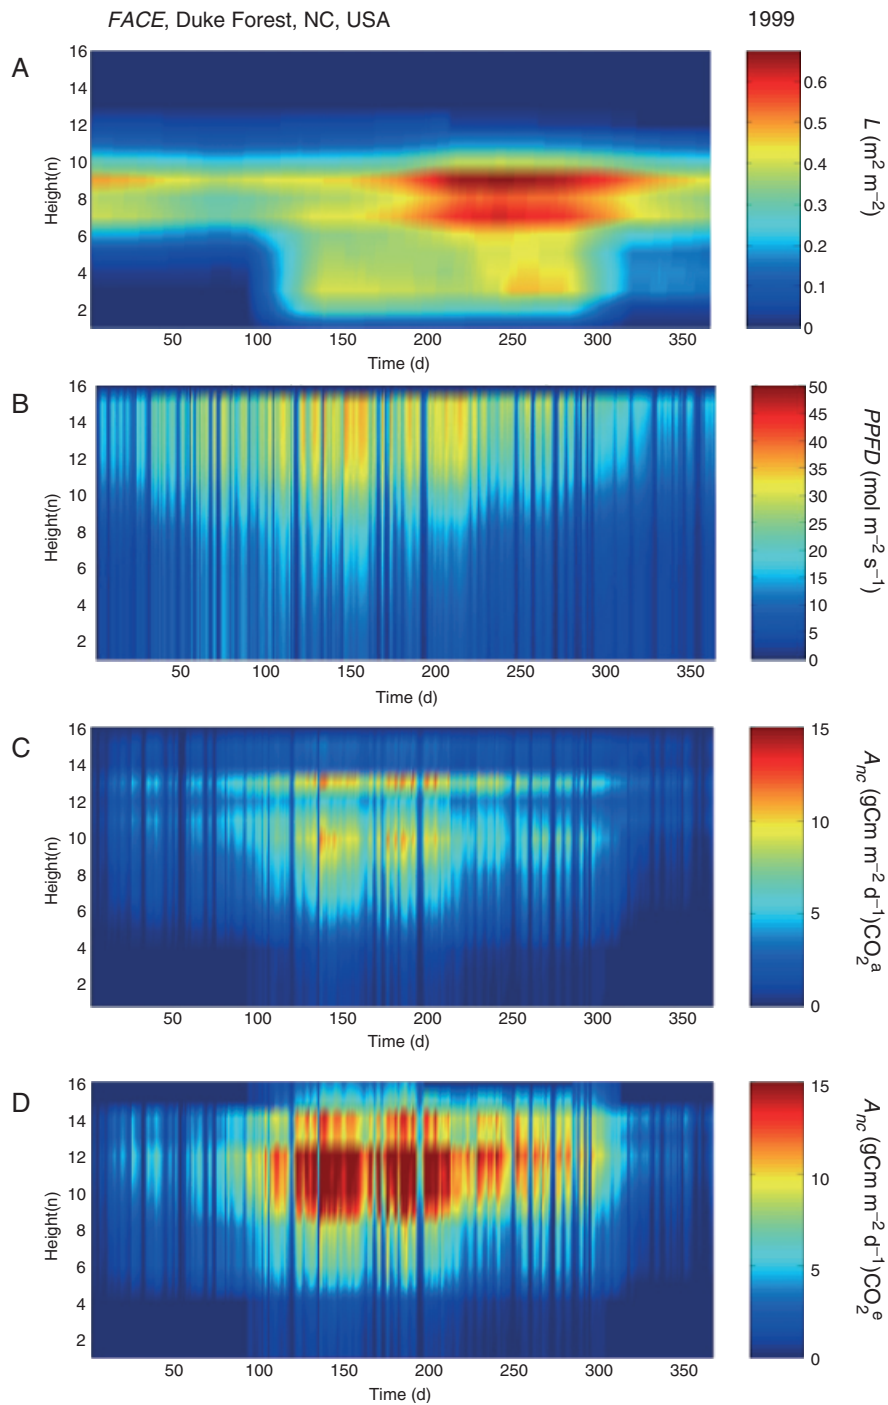 FACE, Duke Forest, NC, USA 1999
A
16
14
12
10
8
6
4
2
Height(n)
50 100 150 200 250 300 350
Time (d)
0.6
0.5
0.4
0.3
0.2
0.1
0
L (m² m⁻²)
B
16
14
12
10
8
6
4
2
Height(n)
50 100 150 200 250 300 350
Time (d)
50
45
40
35
30
25
20
15
10
5
0
PPFD (mol m⁻² s⁻¹)
C
16
14
12
10
8
6
4
2
Height(n)
50 100 150 200 250 300 350
Time (d)
15
10
5
0
Anc (gCm m⁻² d⁻¹)CO₂ᵃ
D
16
14
12
10
8
6
4
2
Height(n)
50 100 150 200 250 300 350
Time (d)
15
10
5
0
Anc (gCm m⁻² d⁻¹)CO₂ᵉ